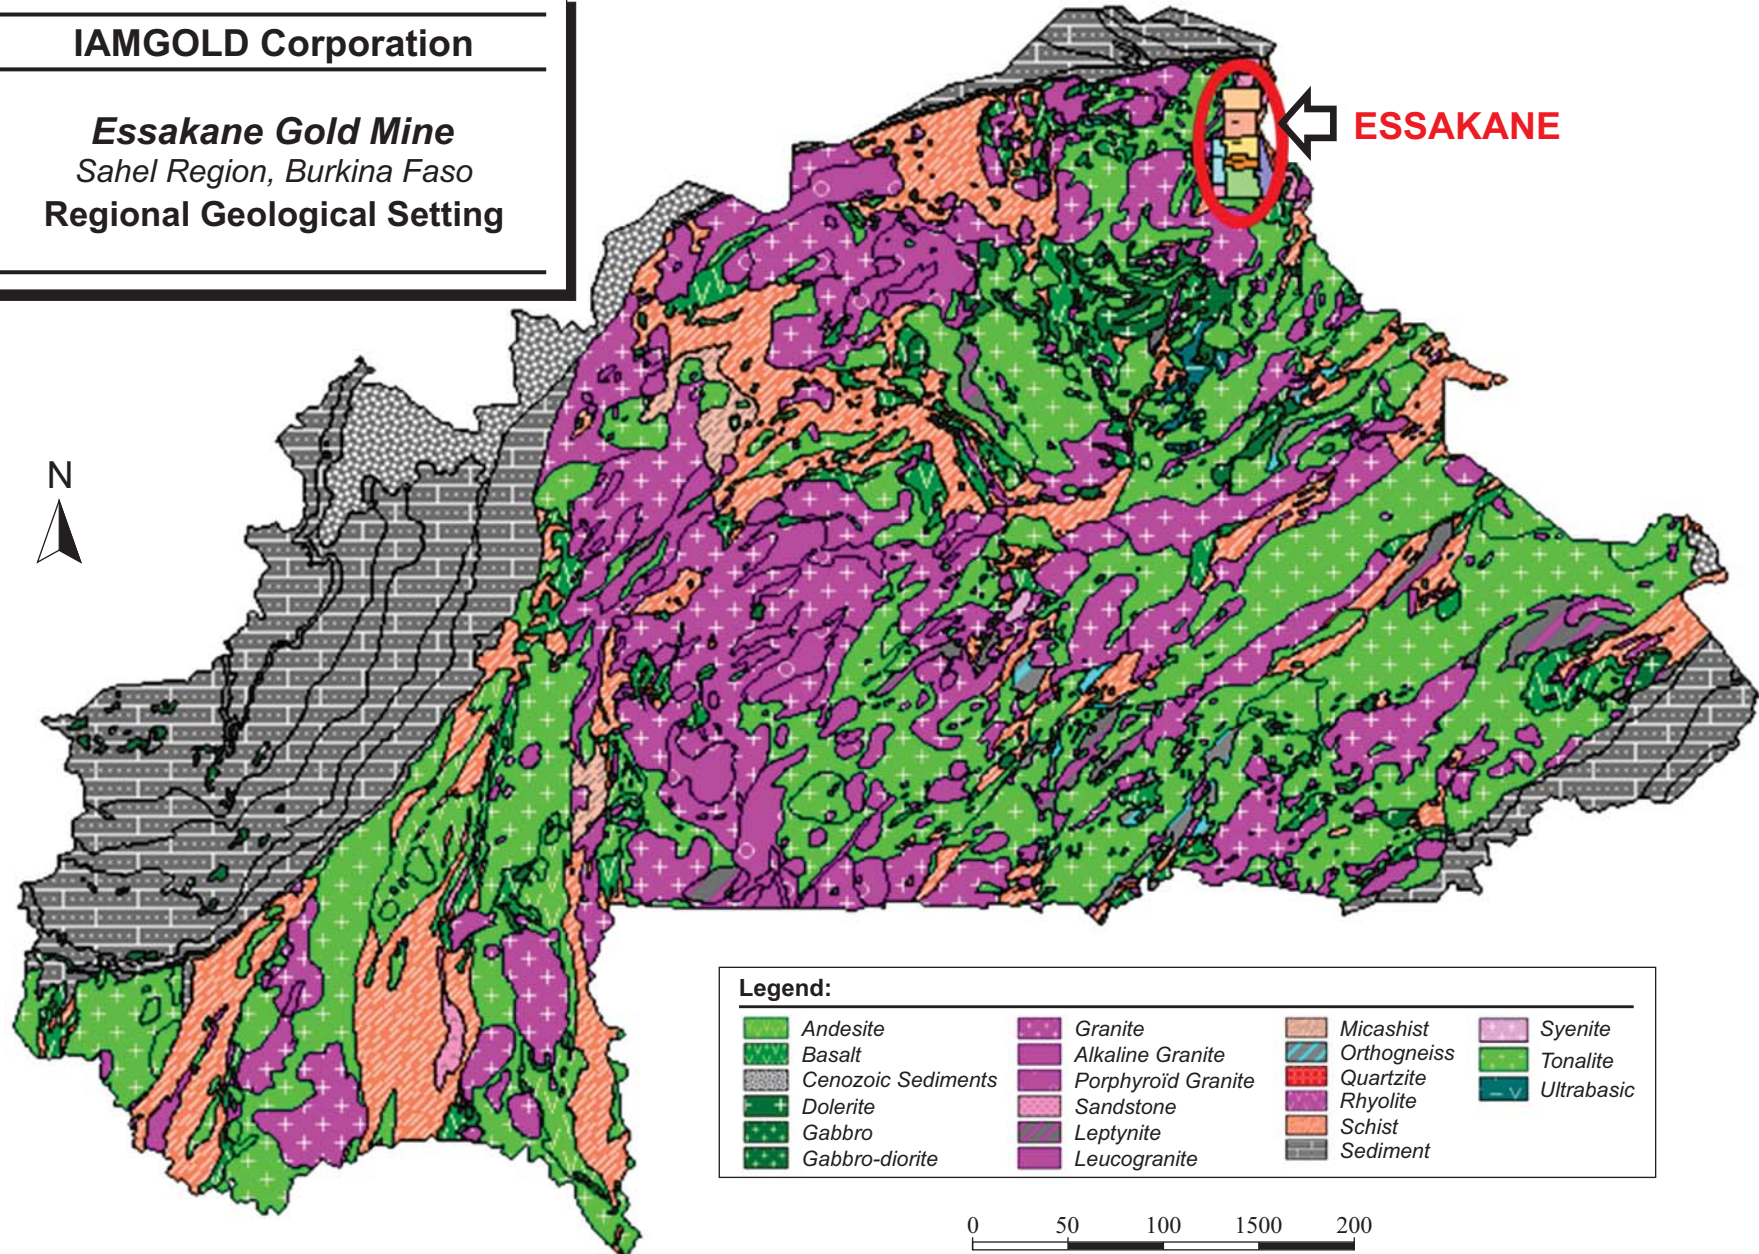 IAMGOLD Corporation
Essakane Gold Mine
Sahel Region, Burkina Faso
Regional Geological Setting
ESSAKANE
N
Legend:
Andesite
Basalt
Cenozoic Sediments
Dolerite
Gabbro
Gabbro-diorite
Granite
Alkaline Granite
Porphyroïd Granite
Sandstone
Leptynite
Leucogranite
Micashist
Orthogneiss
Quartzite
Rhyolite
Schist
Sediment
Syenite
Tonalite
Ultrabasic
0 50 100 1500 200